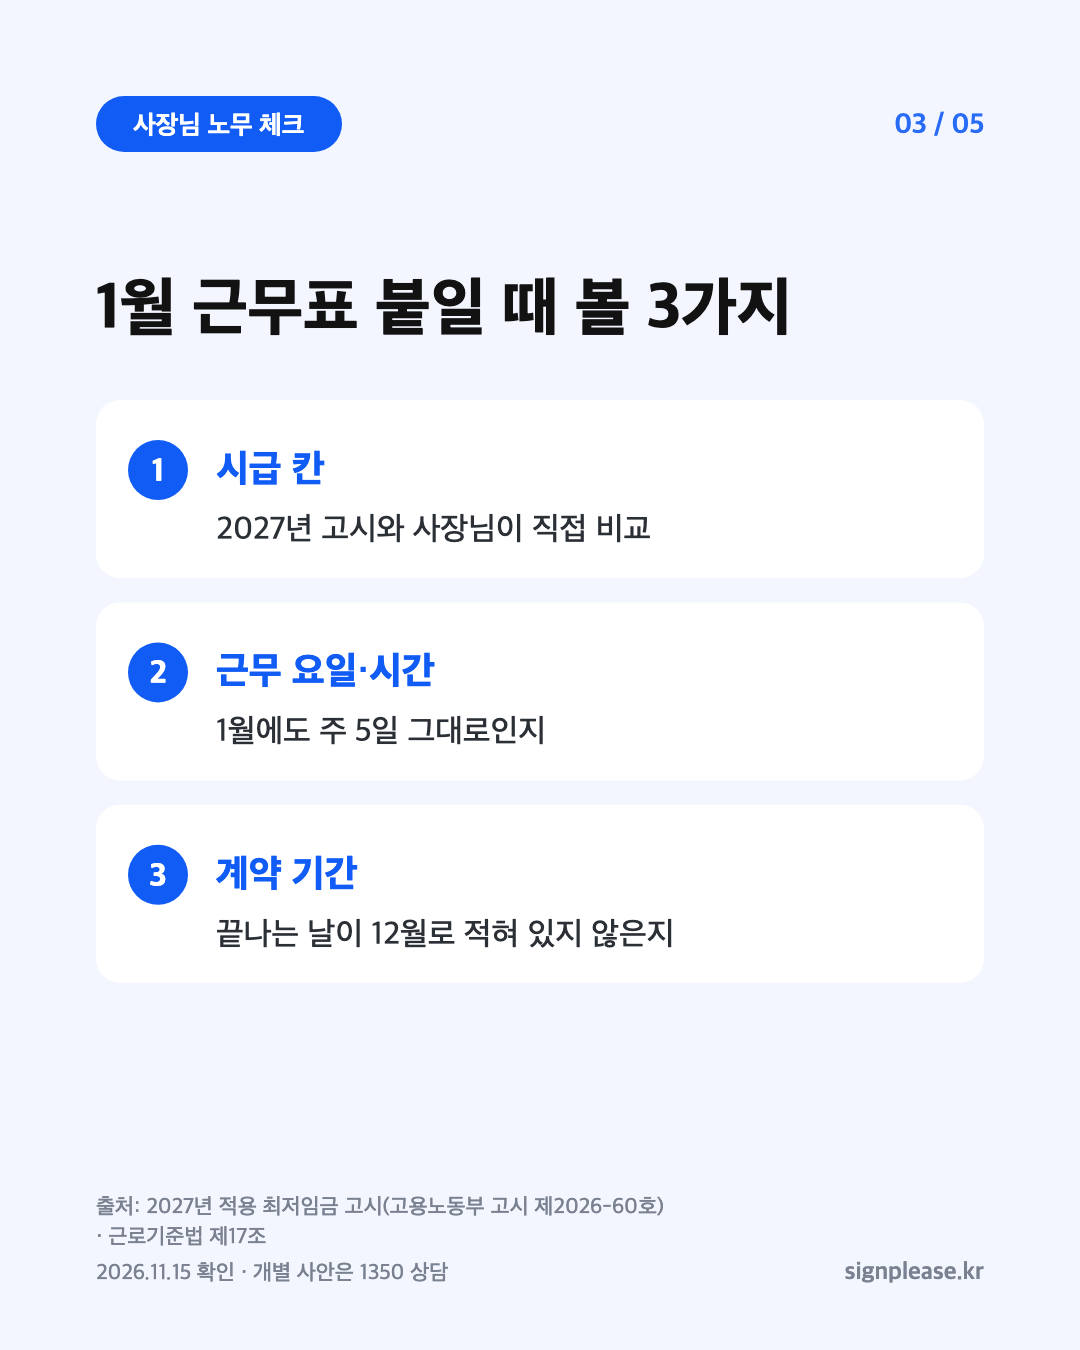 사장님 노무 체크
03 / 05
1월 근무표 붙일 때 볼 3가지
1
시급 칸
2027년 고시와 사장님이 직접 비교
2
근무 요일·시간
1월에도 주 5일 그대로인지
3
계약 기간
끝나는 날이 12월로 적혀 있지 않은지
출처: 2027년 적용 최저임금 고시(고용노동부 고시 제2026-60호)
· 근로기준법 제17조
2026.11.15 확인 · 개별 사안은 1350 상담
signplease.kr